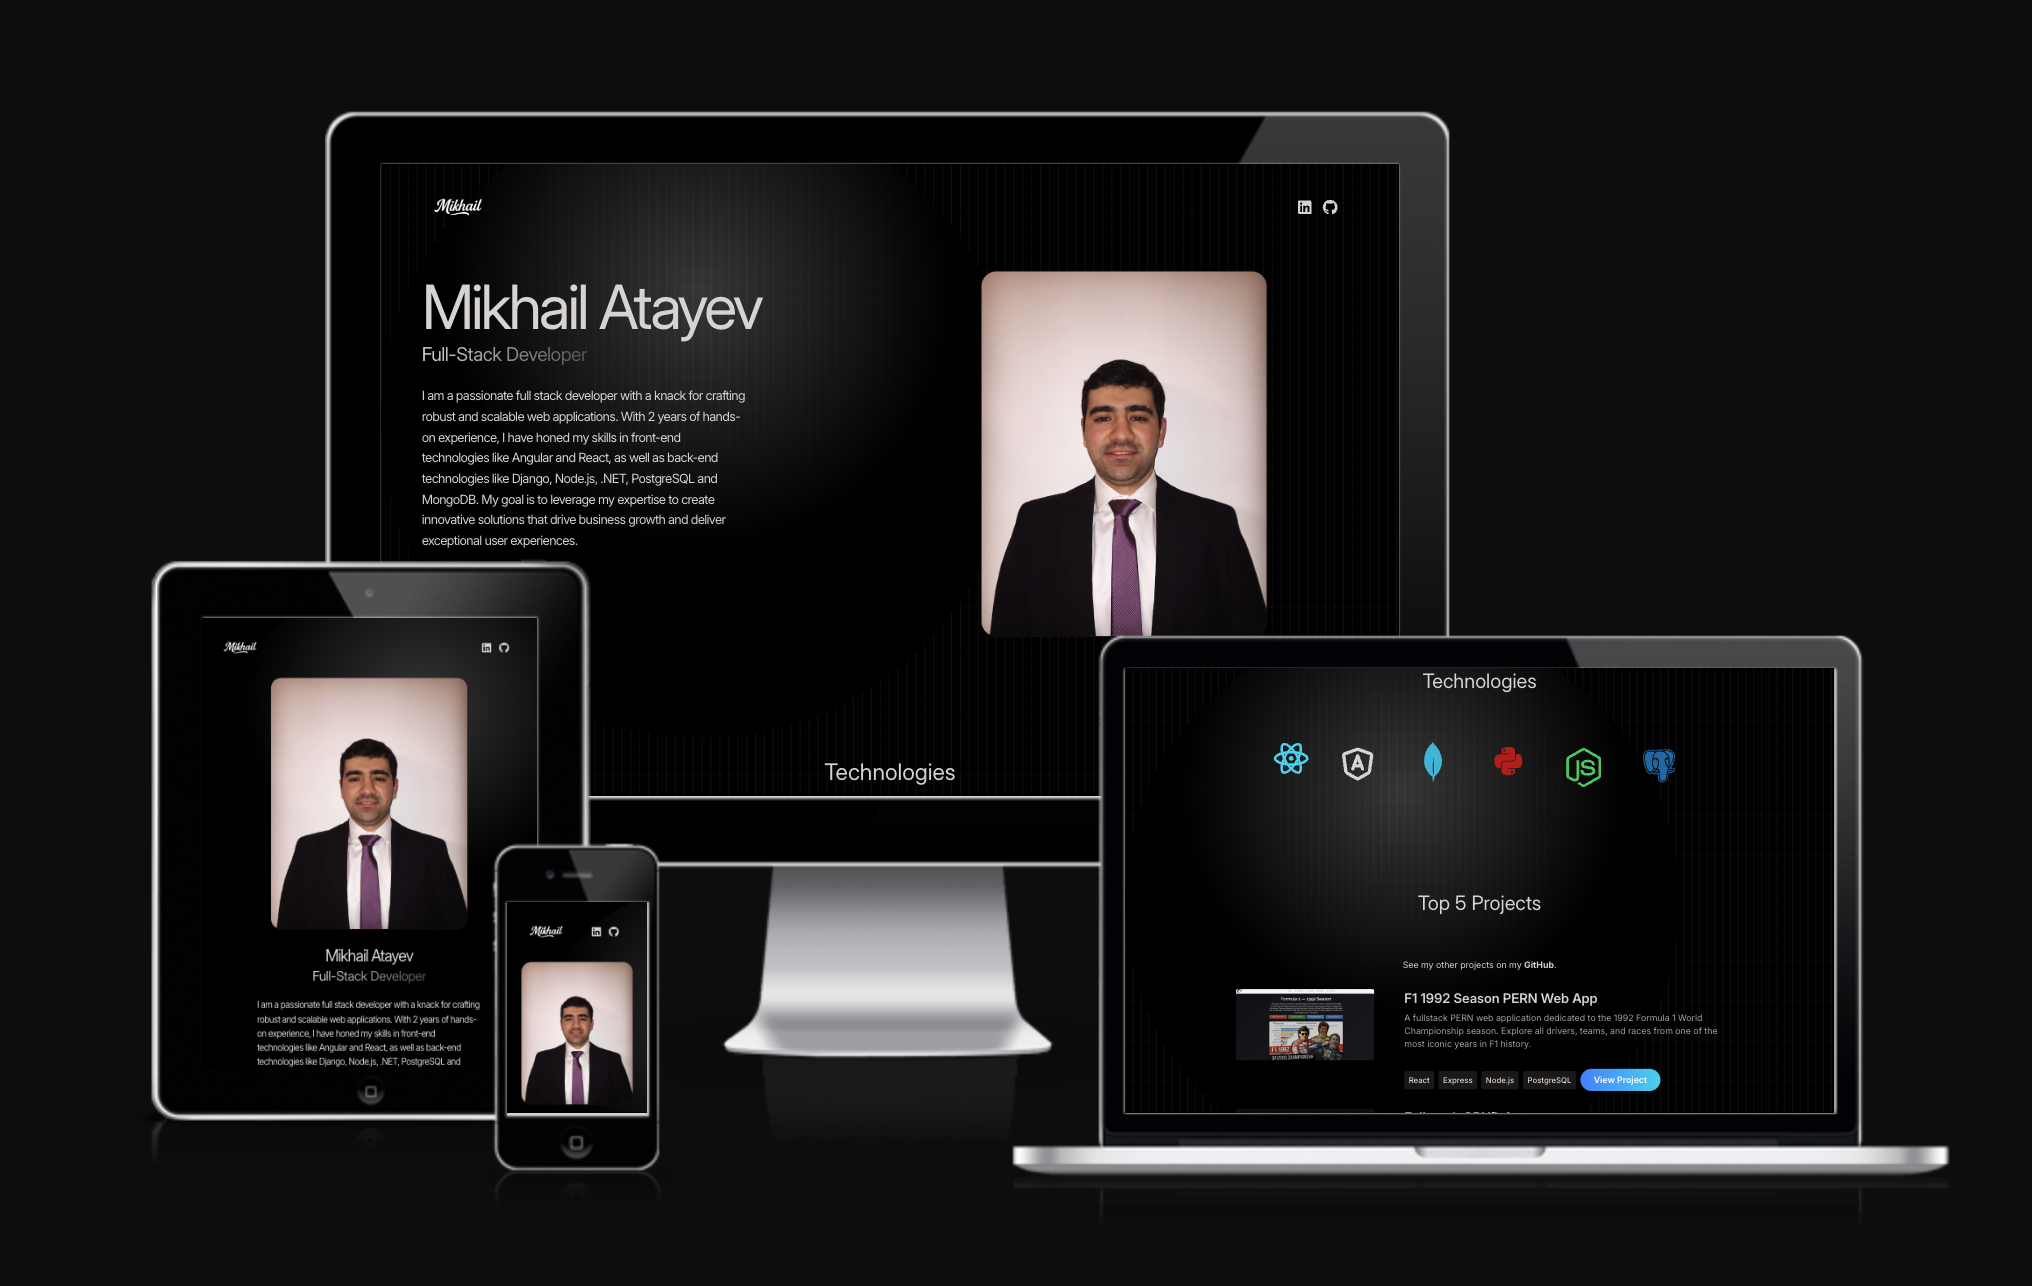 Mikhail
Mikhail Atayev
Full-Stack Developer
I am a passionate full stack developer with a knack for crafting
robust and scalable web applications. With 2 years of hands-
on experience, I have honed my skills in front-end
technologies like Angular and React, as well as back-end
technologies like Django, Node.js, .NET, PostgreSQL and
MongoDB. My goal is to leverage my expertise to create
innovative solutions that drive business growth and deliver
exceptional user experiences.
Technologies
Mikhail
Mikhail Atayev
Full-Stack Developer
I am a passionate full stack developer with a knack for crafting
robust and scalable web applications. With 2 years of hands-
on experience, I have honed my skills in front-end
technologies like Angular and React, as well as back-end
technologies like Django, Node.js, .NET, PostgreSQL and
Mikhail
Technologies
A
JS
Top 5 Projects
See my other projects on my GitHub.
Formula 1 — 1992 Season
F1 1992
F1 1992 Season PERN Web App
A fullstack PERN web application dedicated to the 1992 Formula 1 World
Championship season. Explore all drivers, teams, and races from one of the
most iconic years in F1 history.
React Express Node.js PostgreSQL View Project